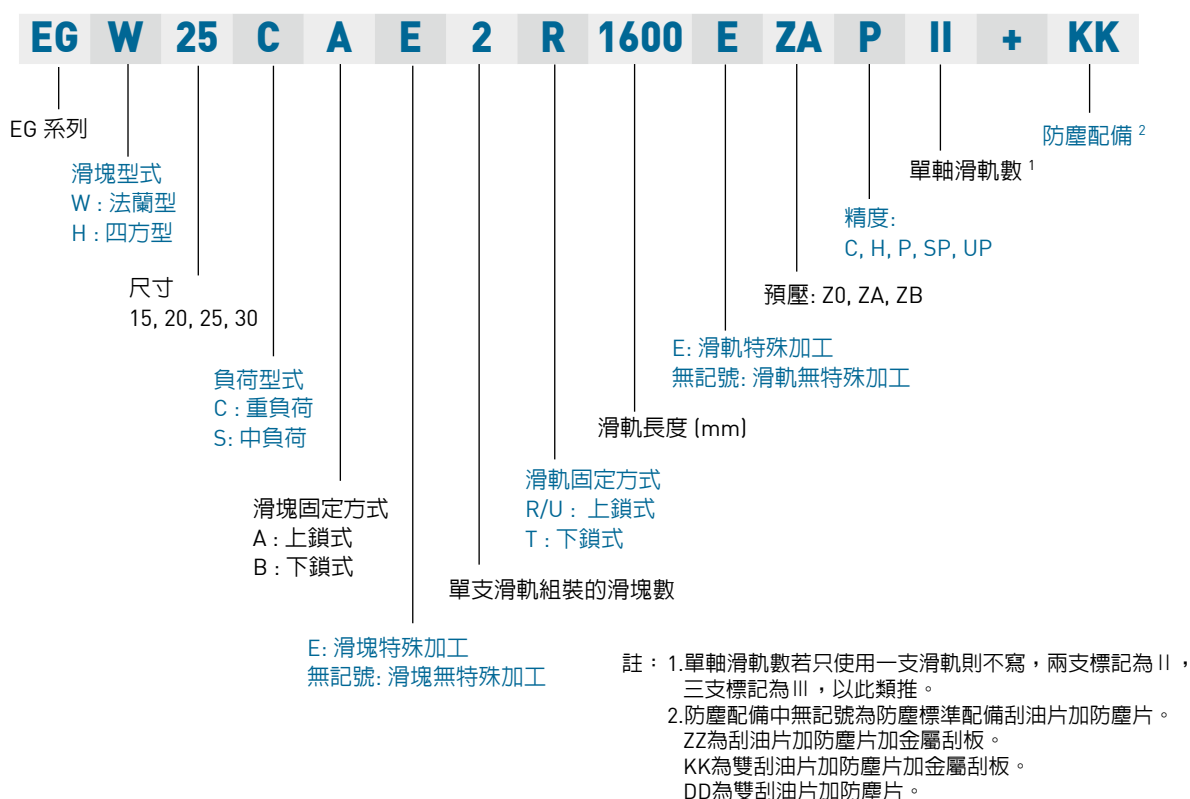 EG W 25 C A E 2 R 1600 E ZA P II + KK
EG 系列
防塵配備 2
單軸滑軌數 1
滑塊型式
W : 法蘭型
H : 四方型
精度:
C, H, P, SP, UP
尺寸
15, 20, 25, 30
預壓: Z0, ZA, ZB
E: 滑軌特殊加工
無記號: 滑軌無特殊加工
負荷型式
C : 重負荷
S: 中負荷
滑軌長度 (mm)
滑軌固定方式
R/U : 上鎖式
T : 下鎖式
滑塊固定方式
A : 上鎖式
B : 下鎖式
單支滑軌組裝的滑塊數
E: 滑塊特殊加工
無記號: 滑塊無特殊加工
註：1.單軸滑軌數若只使用一支滑軌則不寫，兩支標記為II，
三支標記為III，以此類推。
2.防塵配備中無記號為防塵標準配備刮油片加防塵片。
ZZ為刮油片加防塵片加金屬刮板。
KK為雙刮油片加防塵片加金屬刮板。
DD為雙刮油片加防塵片。